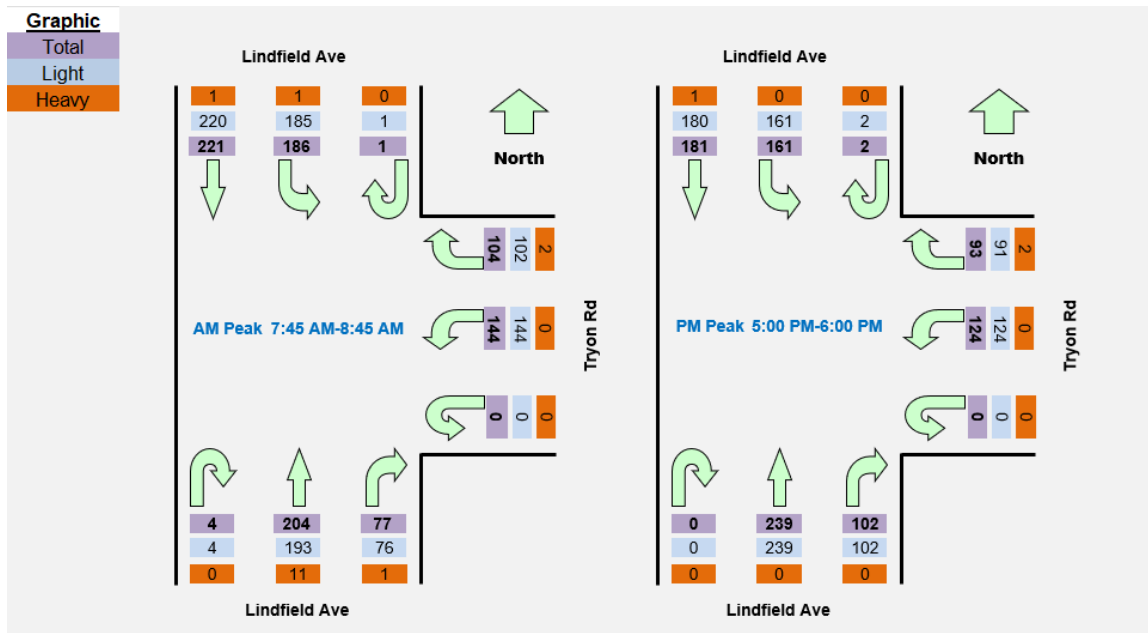 Graphic
Total
Light
Heavy
Lindfield Ave
1 1 0
220 185 1
221 186 1
North
104 102 2
AM Peak 7:45 AM-8:45 AM
144 144 0
Tryon Rd
0 0 0
4 204 77
4 193 76
0 11 1
Lindfield Ave
Lindfield Ave
1 0 0
180 161 2
181 161 2
North
93 91 2
PM Peak 5:00 PM-6:00 PM
124 124 0
Tryon Rd
0 0 0
0 239 102
0 239 102
0 0 0
Lindfield Ave